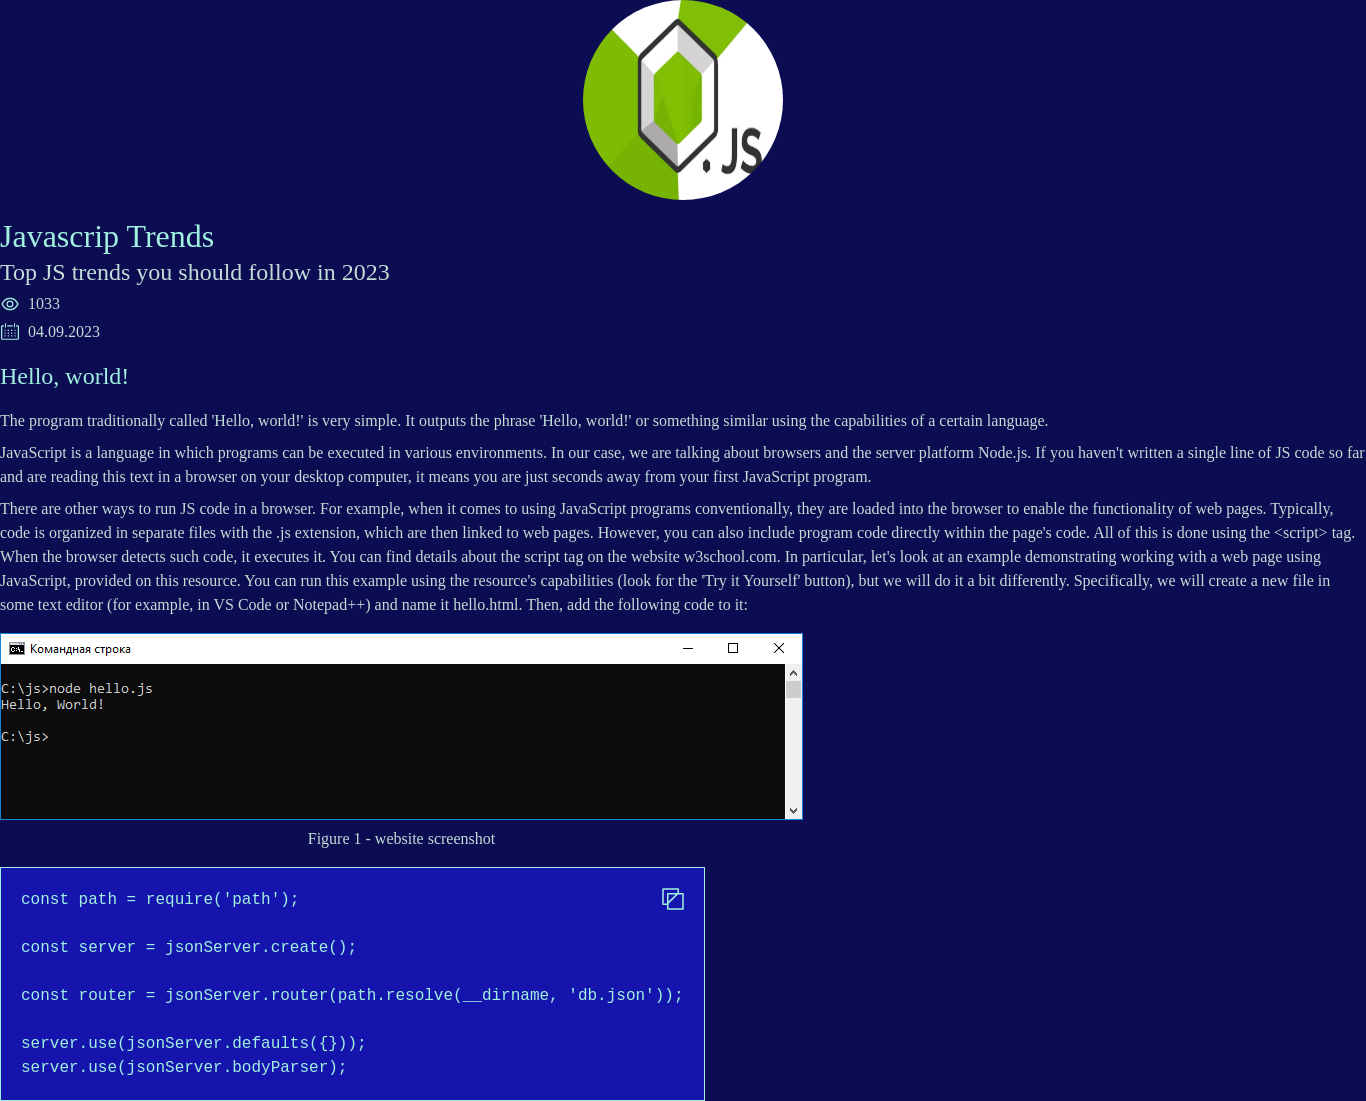 .JS
Javascrip Trends
Top JS trends you should follow in 2023
1033
04.09.2023
Hello, world!
The program traditionally called 'Hello, world!' is very simple. It outputs the phrase 'Hello, world!' or something similar using the capabilities of a certain language.
JavaScript is a language in which programs can be executed in various environments. In our case, we are talking about browsers and the server platform Node.js. If you haven't written a single line of JS code so far
and are reading this text in a browser on your desktop computer, it means you are just seconds away from your first JavaScript program.
There are other ways to run JS code in a browser. For example, when it comes to using JavaScript programs conventionally, they are loaded into the browser to enable the functionality of web pages. Typically,
code is organized in separate files with the .js extension, which are then linked to web pages. However, you can also include program code directly within the page's code. All of this is done using the <script> tag.
When the browser detects such code, it executes it. You can find details about the script tag on the website w3school.com. In particular, let's look at an example demonstrating working with a web page using
JavaScript, provided on this resource. You can run this example using the resource's capabilities (look for the 'Try it Yourself' button), but we will do it a bit differently. Specifically, we will create a new file in
some text editor (for example, in VS Code or Notepad++) and name it hello.html. Then, add the following code to it:
C:\. Командная строка
C:\js>node hello.js
Hello, World!
C:\js>
Figure 1 - website screenshot
const path = require('path');
const server = jsonServer.create();
const router = jsonServer.router(path.resolve(__dirname, 'db.json'));
server.use(jsonServer.defaults({}));
server.use(jsonServer.bodyParser);